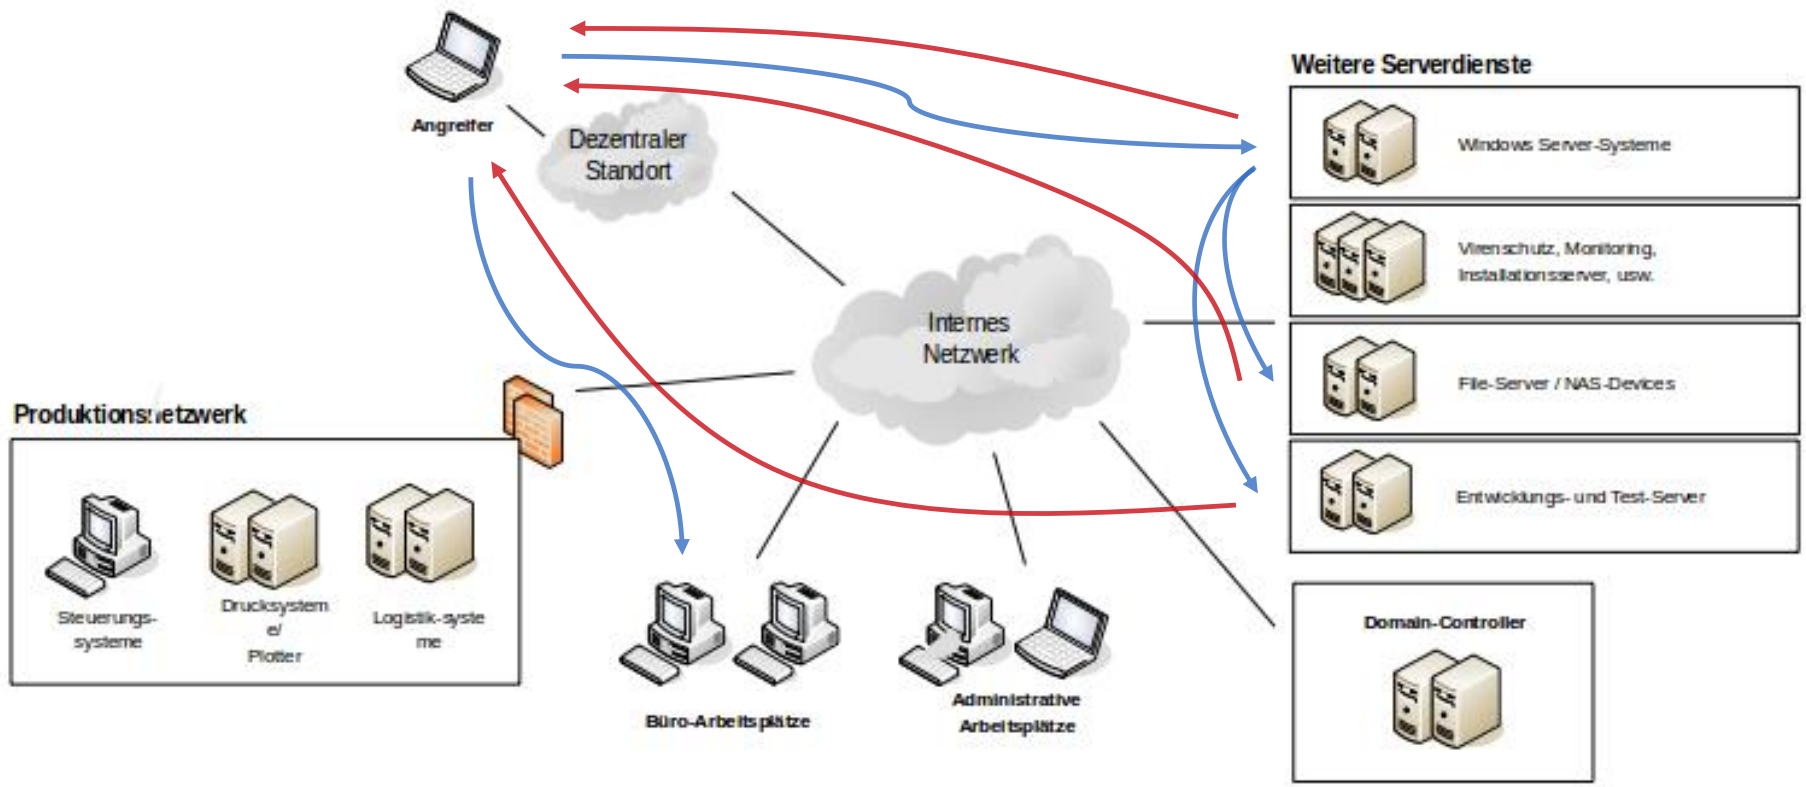 Angreifer
Dezentraler
Standort
Weitere Serverdienste
Windows Server-Systeme
Virenschutz, Monitoring,
Installationsserver, usw.
Internes
Netzwerk
File-Server / NAS-Devices
Produktionsnetzwerk
Entwicklungs- und Test-Server
Steuerungs-
systeme
Drucksystem
e/
Plotter
Logistik-syste
me
Domain-Controller
Büro-Arbeitsplätze
Administrative
Arbeitsplätze